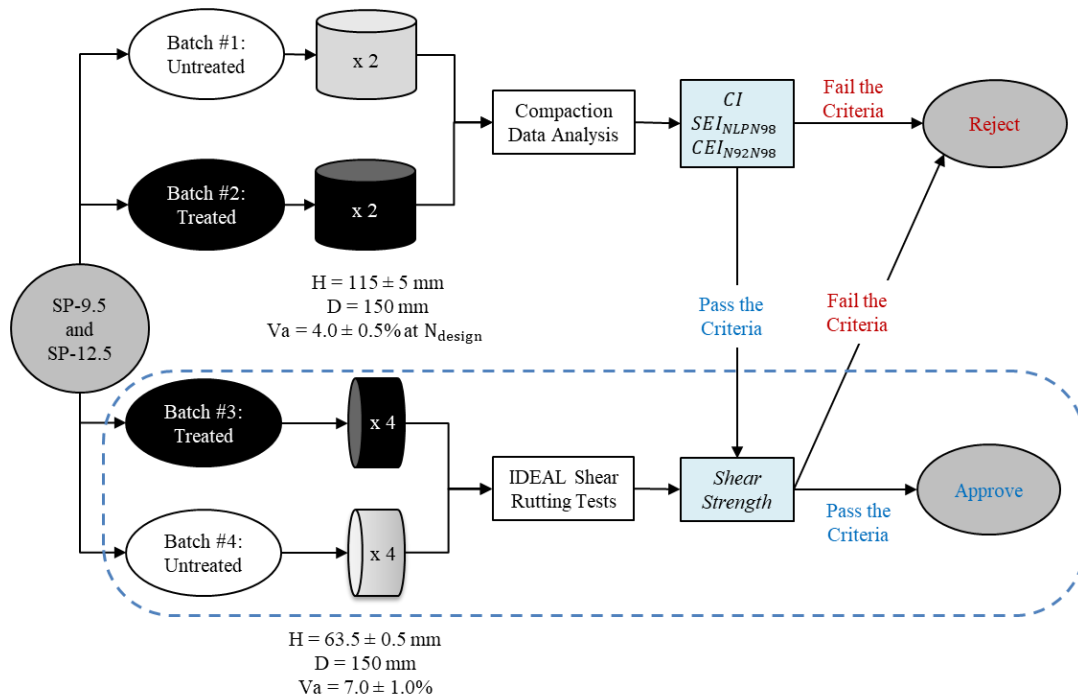 Batch #1:
Untreated
x 2
Compaction
Data Analysis
CI
SEI_NLPN98
CEI_N92N98
Fail the
Criteria
Reject
Batch #2:
Treated
x 2
H = 115 ± 5 mm
D = 150 mm
Va = 4.0 ± 0.5% at N_design
SP-9.5
and
SP-12.5
Pass the
Criteria
Fail the
Criteria
Batch #3:
Treated
x 4
IDEAL Shear
Rutting Tests
Shear
Strength
Approve
Pass the
Criteria
Batch #4:
Untreated
x 4
H = 63.5 ± 0.5 mm
D = 150 mm
Va = 7.0 ± 1.0%